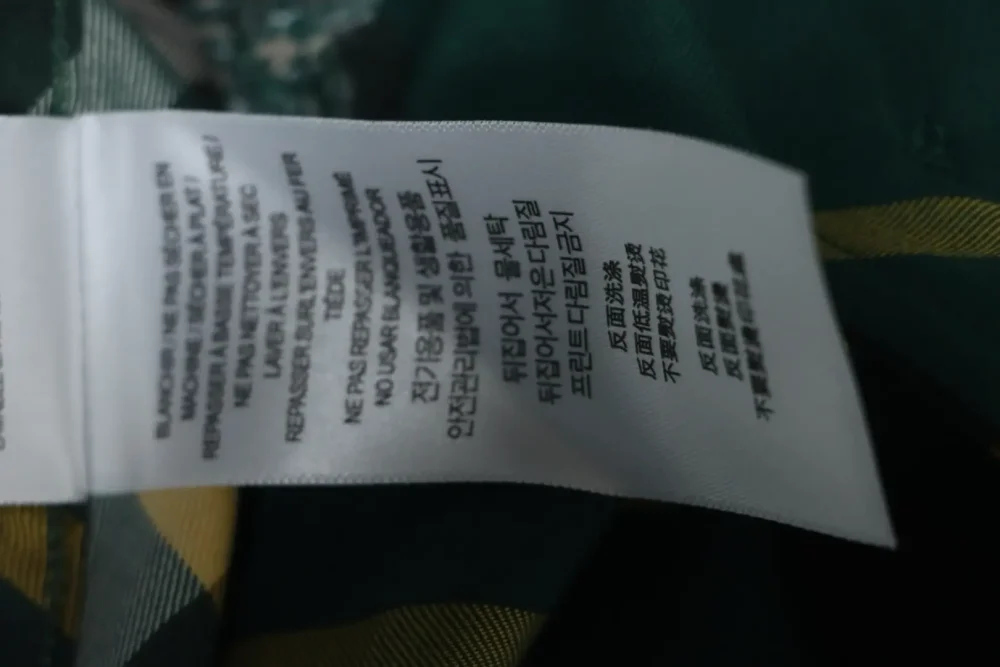 BLANCHIR / NE PAS SÉCHER EN
MACHINE / SÉCHER À PLAT /
REPASSER À BASSE TEMPÉRATURE /
NE PAS NETTOYER À SEC
LAVER À L'ENVERS
REPASSER SUR L'ENVERS AU FER
TIÈDE
NE PAS REPASSER L'IMPRIMÉ
NO USAR BLANQUEADOR
전기용품 및 생활용품
안전관리법에 의한 품질표시
뒤집어서 물세탁
뒤집어서저온다림질
프린트다림질금지
反面洗涤
反面低温熨烫
不要熨烫印花
反面洗滌
反面熨燙
不要熨燙印花處